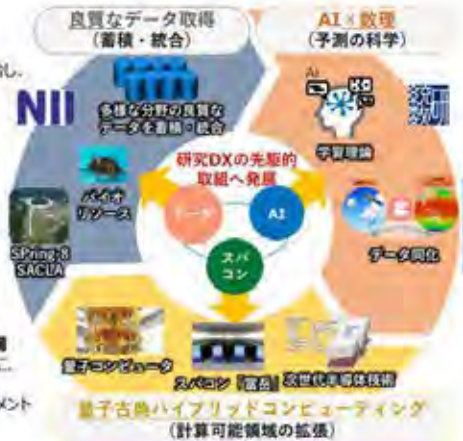 良質なデータ取得
（蓄積・統合）
AI×数理
（予測の科学）
NII
多様な分野の良質な
データを蓄積・統合
AI
学習理論
研究DXの先駆的
取組へ発展
バイオ
リソース
データ
AI
スパ
コン
SPring-8
SACLA
データ同化
量子コンピュータ
スパコン「富岳」
次世代半導体技術
量子古典ハイブリッドコンピューティング
（計算可能領域の拡張）
メント